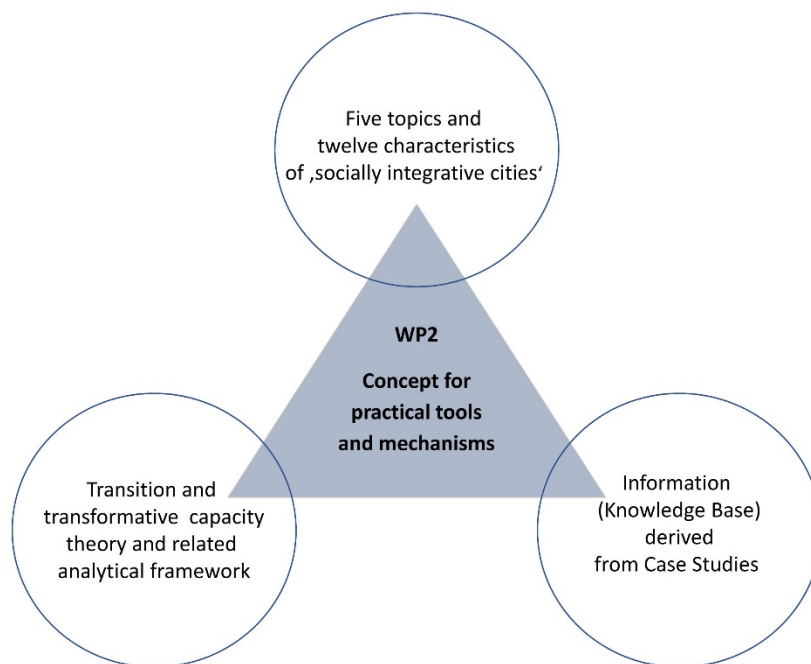 Five topics and
twelve characteristics
of ‚socially integrative cities‘
WP2
Concept for
practical tools
and mechanisms
Transition and
transformative capacity
theory and related
analytical framework
Information
(Knowledge Base)
derived
from Case Studies